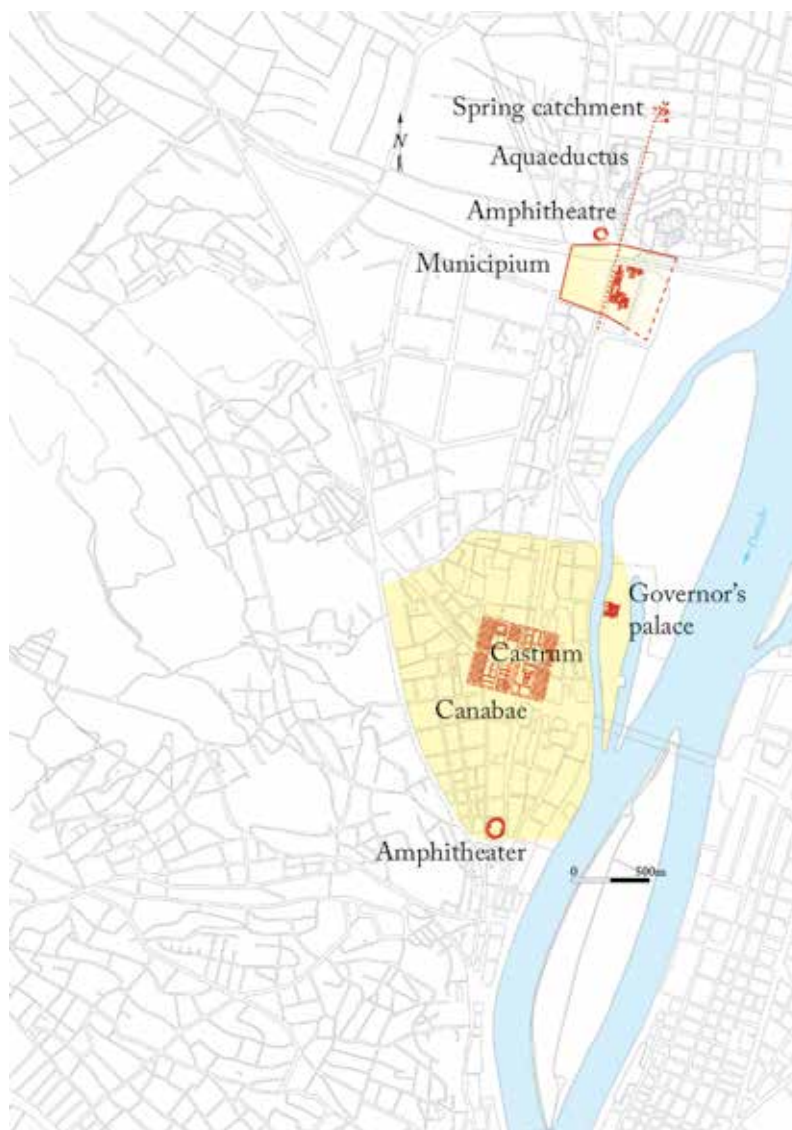 Spring catchment
N
Aquaeductus
Amphitheatre
Municipium
Governor's
palace
Castrum
Canabae
Amphitheater
0 500m